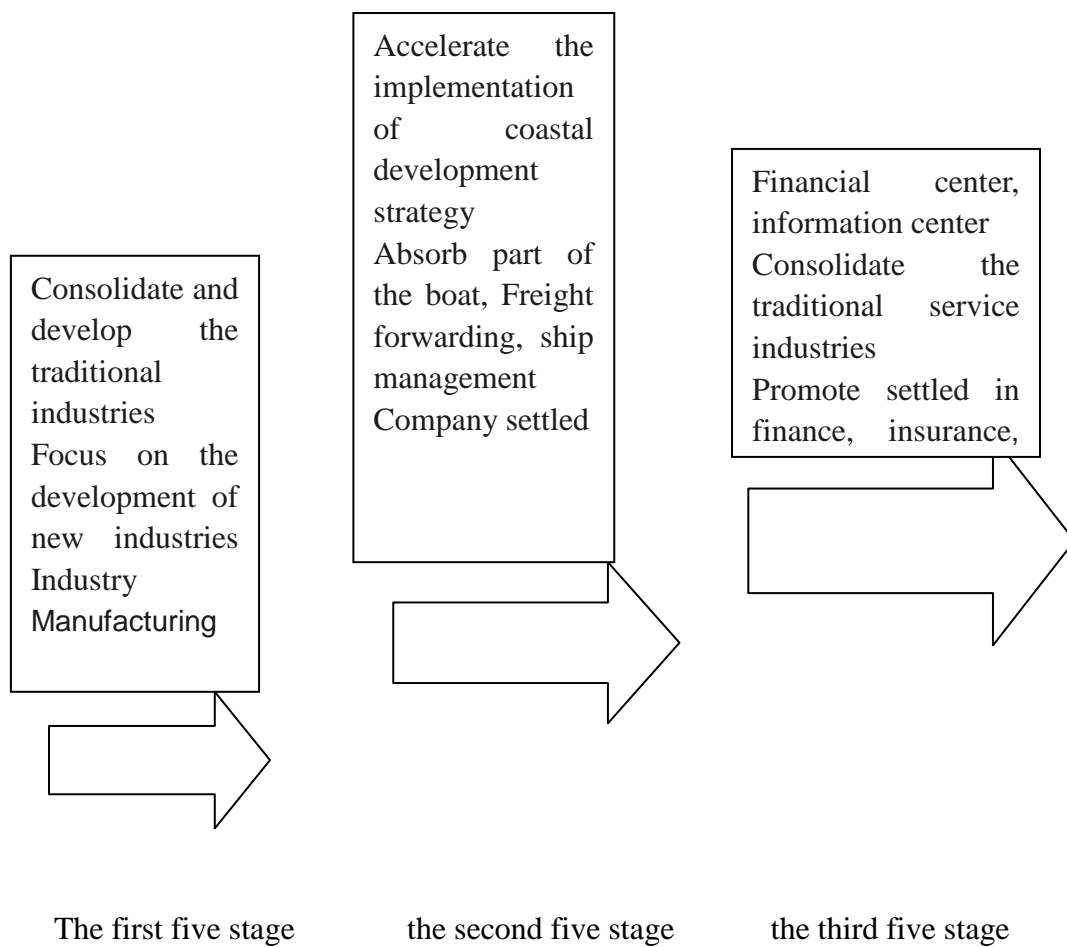 Consolidate and
develop the
traditional
industries
Focus on the
development of
new industries
Industry
Manufacturing
Accelerate the
implementation
of coastal
development
strategy
Absorb part of
the boat, Freight
forwarding, ship
management
Company settled
Financial center,
information center
Consolidate the
traditional service
industries
Promote settled in
finance, insurance,
The first five stage
the second five stage
the third five stage